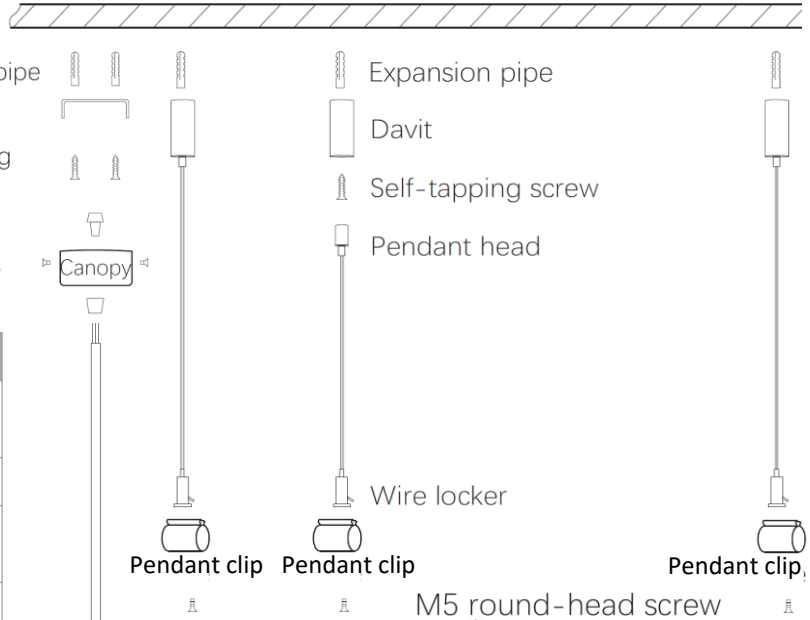 pipe
Expansion pipe
Davit
g
Self-tapping screw
Pendant head
Canopy
Wire locker
Pendant clip
Pendant clip
Pendant clip
M5 round-head screw